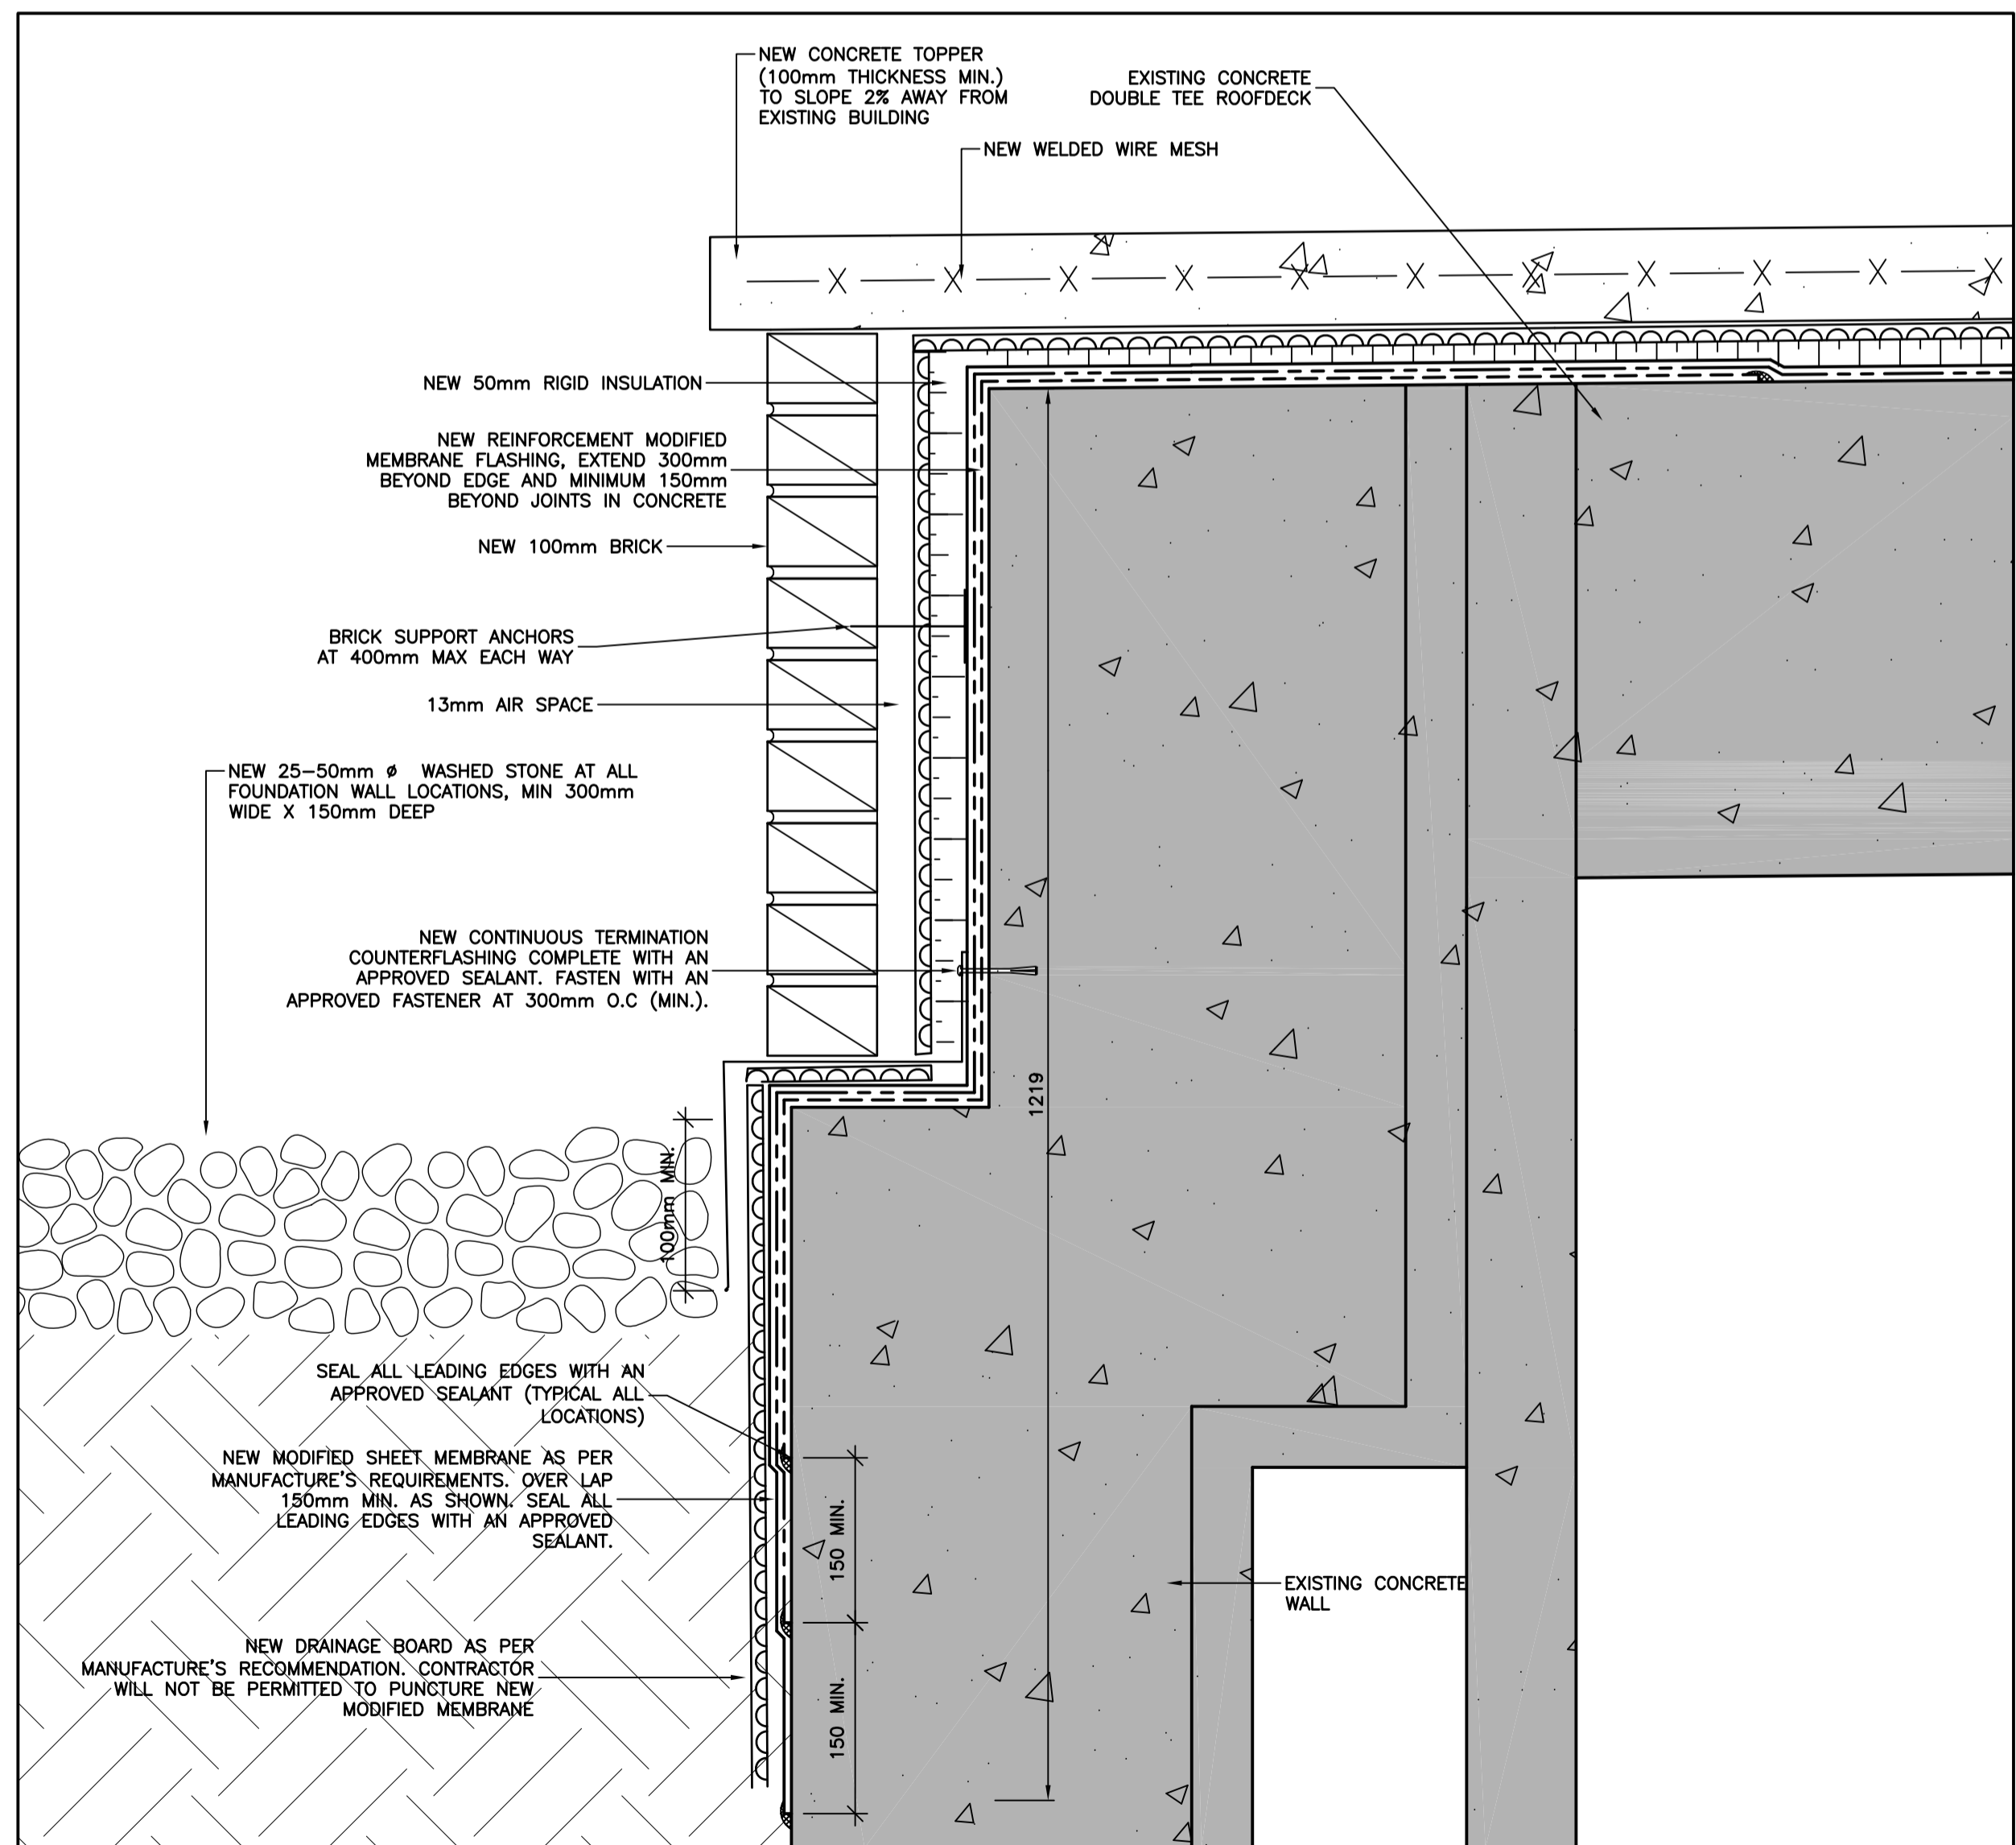 NEW CONCRETE TOPPER
(100mm THICKNESS MIN.)
TO SLOPE 2% AWAY FROM
EXISTING BUILDING
EXISTING CONCRETE
DOUBLE TEE ROOFDECK
NEW WELDED WIRE MESH
NEW 50mm RIGID INSULATION
NEW REINFORCEMENT MODIFIED
MEMBRANE FLASHING, EXTEND 300mm
BEYOND EDGE AND MINIMUM 150mm
BEYOND JOINTS IN CONCRETE
NEW 100mm BRICK
BRICK SUPPORT ANCHORS
AT 400mm MAX EACH WAY
13mm AIR SPACE
NEW 25-50mm ø WASHED STONE AT ALL
FOUNDATION WALL LOCATIONS, MIN 300mm
WIDE X 150mm DEEP
NEW CONTINUOUS TERMINATION
COUNTERFLASHING COMPLETE WITH AN
APPROVED SEALANT. FASTEN WITH AN
APPROVED FASTENER AT 300mm O.C (MIN.).
1219
100mm MIN.
SEAL ALL LEADING EDGES WITH AN
APPROVED SEALANT (TYPICAL ALL
LOCATIONS)
NEW MODIFIED SHEET MEMBRANE AS PER
MANUFACTURE'S REQUIREMENTS. OVER LAP
150mm MIN. AS SHOWN. SEAL ALL
LEADING EDGES WITH AN APPROVED
SEALANT.
150 MIN.
EXISTING CONCRETE
WALL
NEW DRAINAGE BOARD AS PER
MANUFACTURE'S RECOMMENDATION. CONTRACTOR
WILL NOT BE PERMITTED TO PUNCTURE NEW
MODIFIED MEMBRANE
150 MIN.